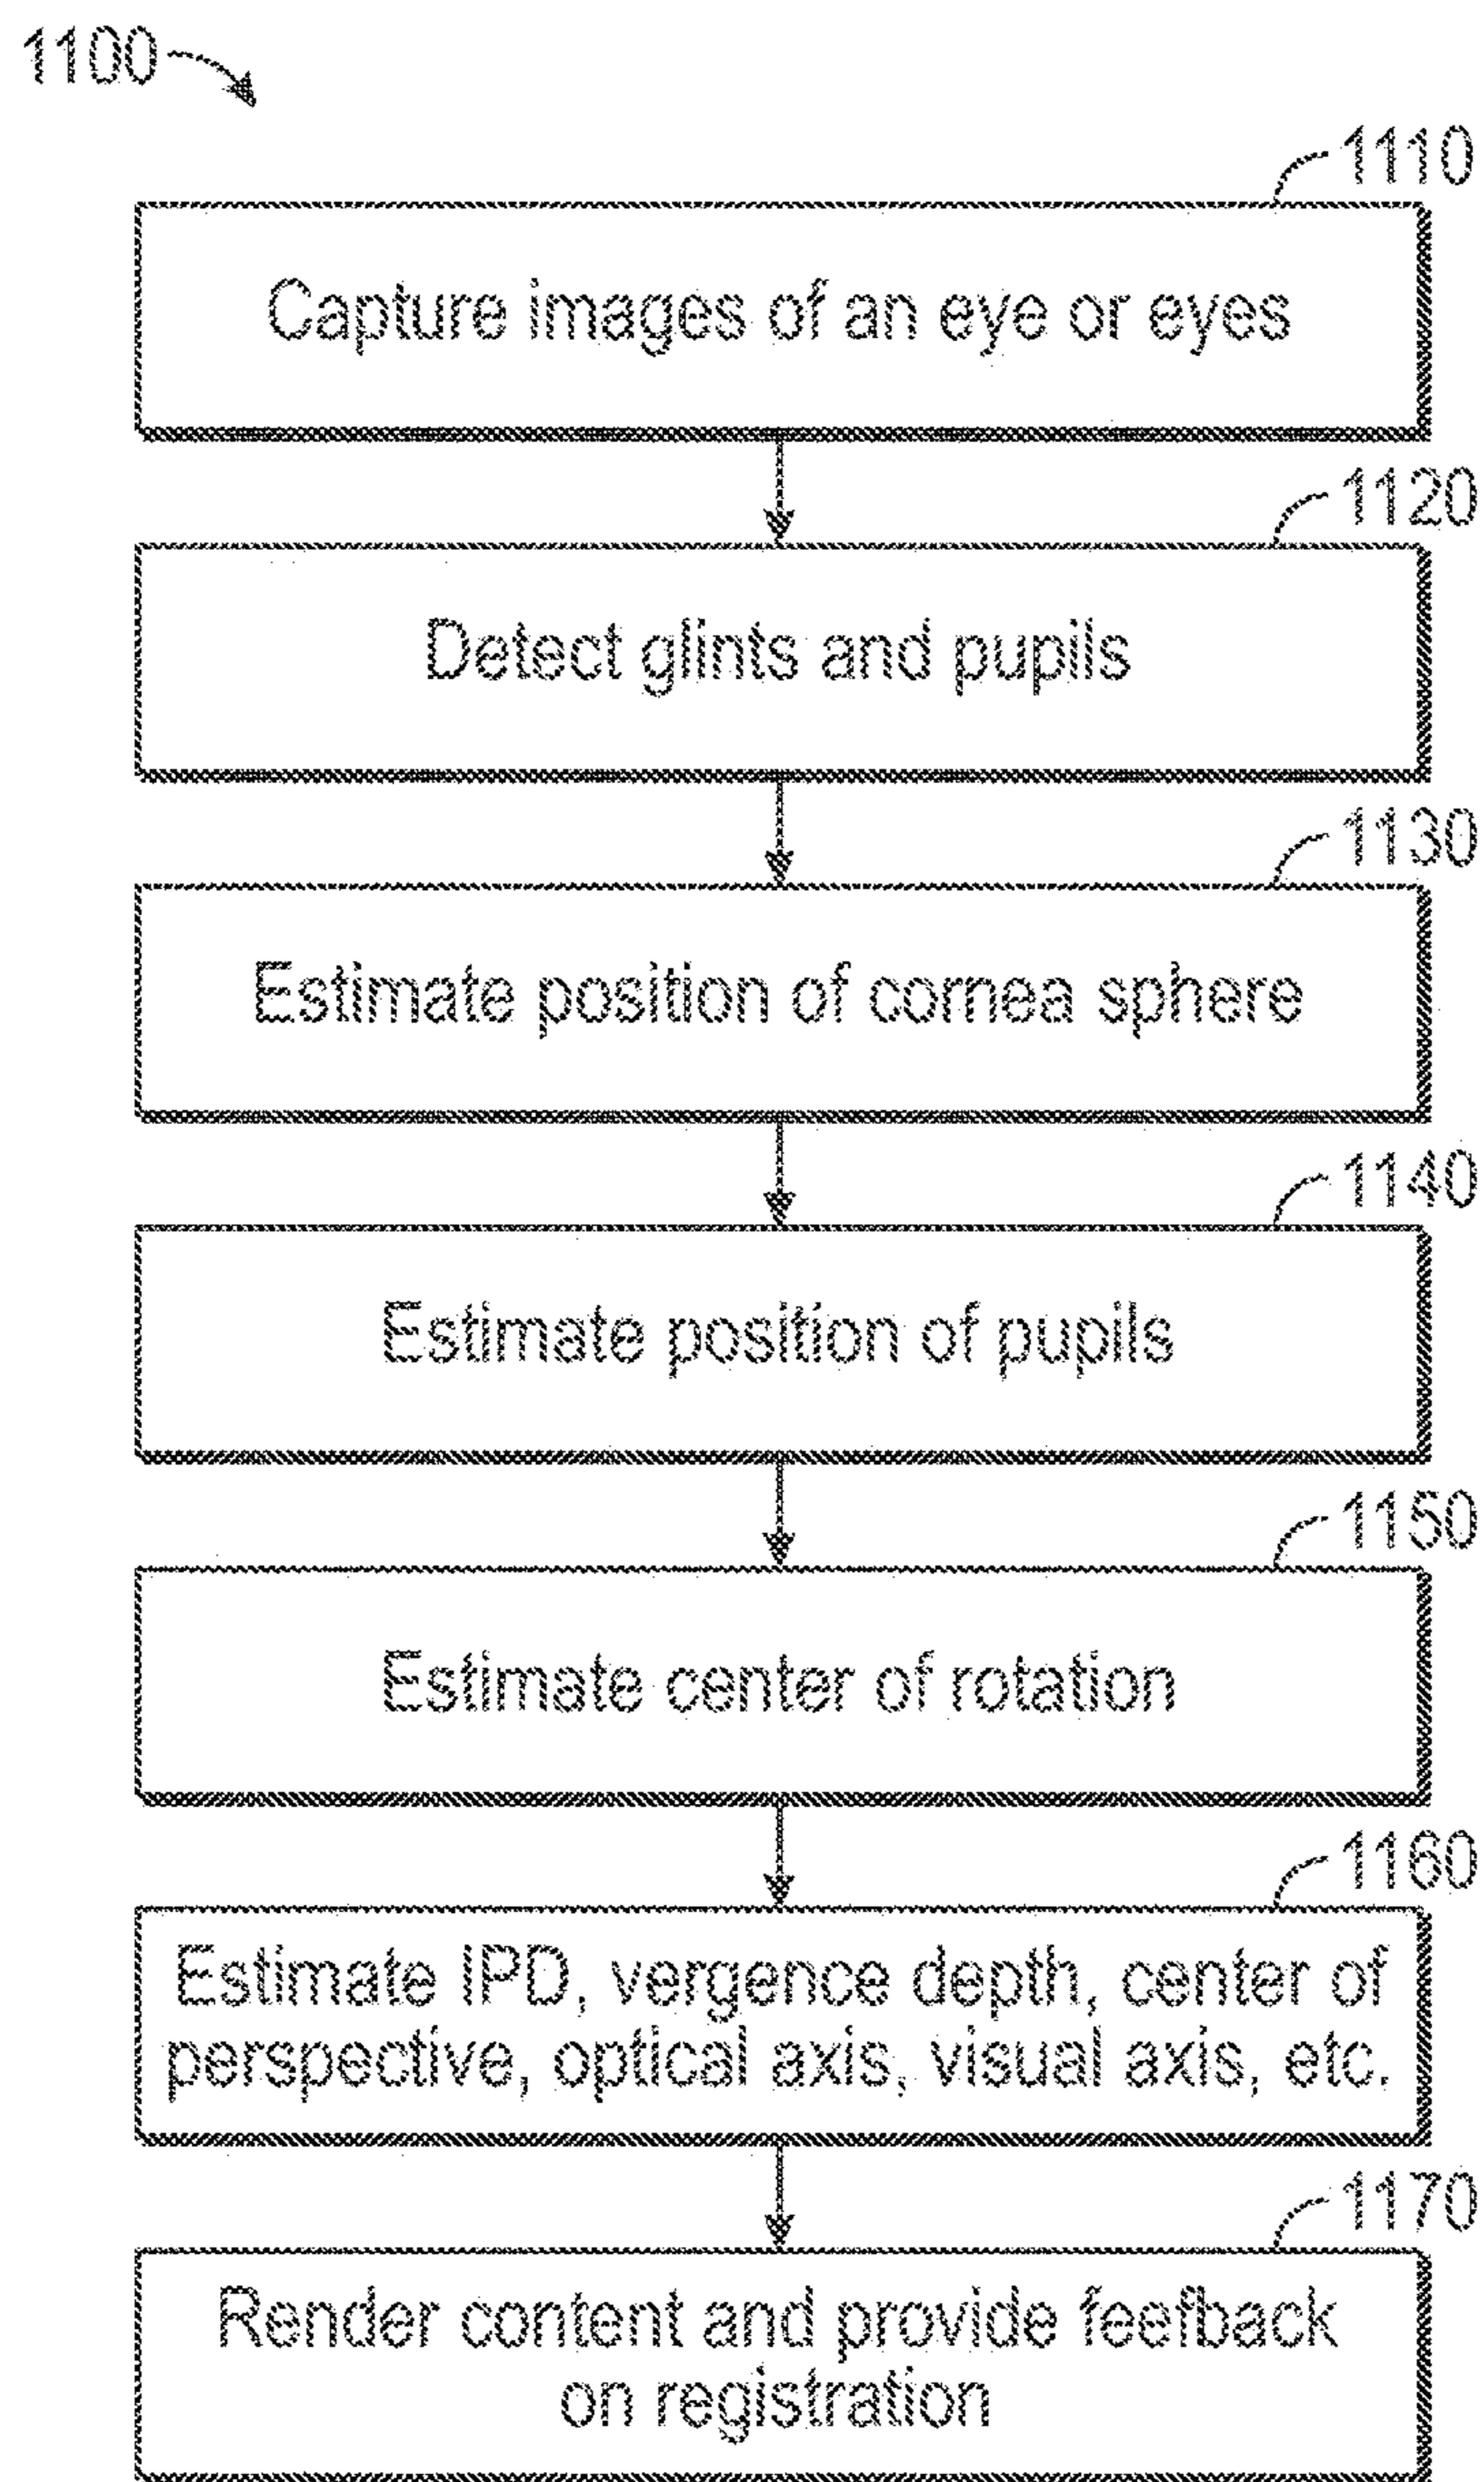 1100
1110
Capture images of an eye or eyes
1120
Detect glints and pupils
1130
Estimate position of cornea sphere
1140
Estimate position of pupils
1150
Estimate center of rotation
1160
Estimate IPD, vergence depth, center of
perspective, optical axis, visual axis, etc.
1170
Render content and provide feefback
on registration